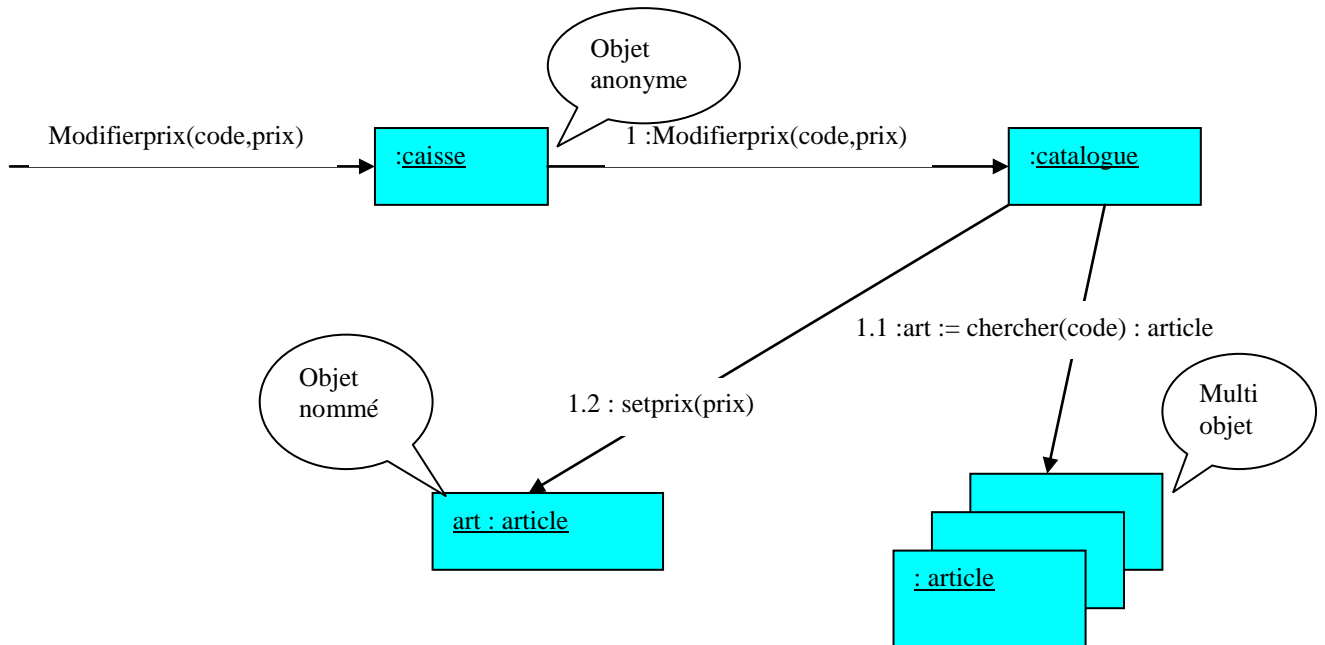 Objet
anonyme
Modifierprix(code,prix)
:caisse
1 :Modifierprix(code,prix)
:catalogue
1.1 :art := chercher(code) : article
Objet
nommé
1.2 : setprix(prix)
Multi
objet
art : article
: article